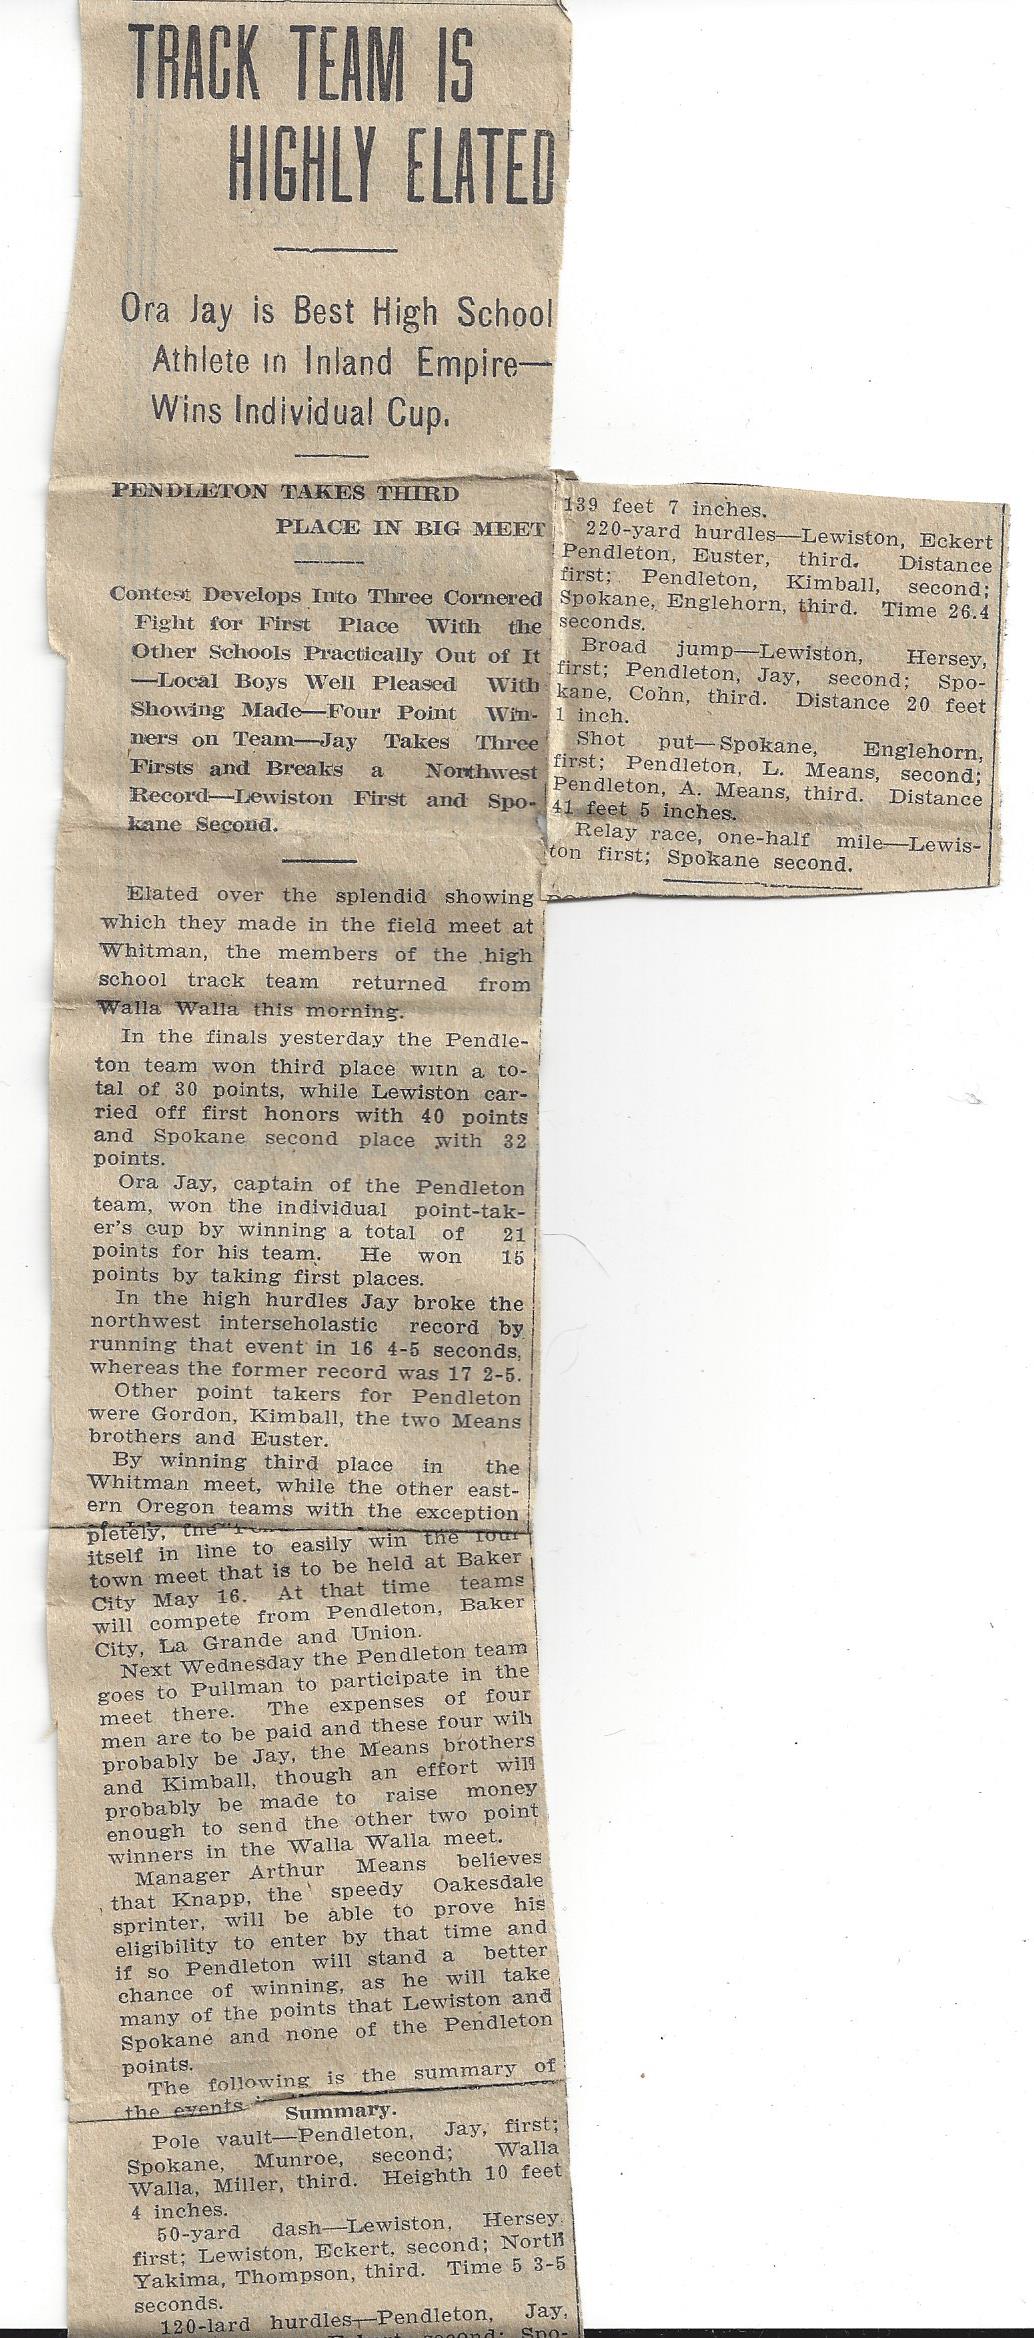 TRACK TEAM IS
HIGHLY ELATED
Ora Jay is Best High School
Athlete in Inland Empire—
Wins Individual Cup.
PENDLETON TAKES THIRD
PLACE IN BIG MEET
Contest Develops Into Three Cornered
Fight for First Place With the
Other Schools Practically Out of It
—Local Boys Well Pleased With
Showing Made—Four Point Win-
ners on Team—Jay Takes Three
Firsts and Breaks a Northwest
Record—Lewiston First and Spo-
kane Second.
Elated over the splendid showing
which they made in the field meet at
Whitman, the members of the high
school track team returned from
Walla Walla this morning.
In the finals yesterday the Pendle-
ton team won third place with a to-
tal of 30 points, while Lewiston car-
ried off first honors with 40 points
and Spokane second place with 32
points.
Ora Jay, captain of the Pendleton
team, won the individual point-tak-
er's cup by winning a total of 21
points for his team. He won 15
points by taking first places.
In the high hurdles Jay broke the
northwest interscholastic record by
running that event in 16 4-5 seconds,
whereas the former record was 17 2-5.
Other point takers for Pendleton
were Gordon, Kimball, the two Means
brothers and Euster.
By winning third place in the
Whitman meet, while the other east-
ern Oregon teams with the exception
pletely, the
itself in line to easily win the four
town meet that is to be held at Baker
City May 16. At that time teams
will compete from Pendleton, Baker
City, La Grande and Union.
Next Wednesday the Pendleton team
goes to Pullman to participate in the
meet there. The expenses of four
men are to be paid and these four will
probably be Jay, the Means brothers
and Kimball, though an effort will
probably be made to raise money
enough to send the other two point
winners in the Walla Walla meet.
Manager Arthur Means believes
that Knapp, the speedy Oakesdale
sprinter, will be able to prove his
eligibility to enter by that time and
if so Pendleton will stand a better
chance of winning, as he will take
many of the points that Lewiston and
Spokane and none of the Pendleton
points.
The following is the summary of
the events
Summary.
Pole vault—Pendleton, Jay, first;
Spokane, Munroe, second; Walla
Walla, Miller, third. Heighth 10 feet
4 inches.
50-yard dash—Lewiston, Hersey,
first; Lewiston, Eckert, second; North
Yakima, Thompson, third. Time 5 3-5
seconds.
120-lard hurdles—Pendleton, Jay,
Eckert, second; Spo-
139 feet 7 inches.
220-yard hurdles—Lewiston, Eckert
Pendleton, Euster, third. Distance
first; Pendleton, Kimball, second;
Spokane, Englehorn, third. Time 26.4
seconds.
Broad jump—Lewiston, Hersey,
first; Pendleton, Jay, second; Spo-
kane, Cohn, third. Distance 20 feet
1 inch.
Shot put—Spokane, Englehorn,
first; Pendleton, L. Means, second;
Pendleton, A. Means, third. Distance
41 feet 5 inches.
Relay race, one-half mile—Lewis-
ton first; Spokane second.